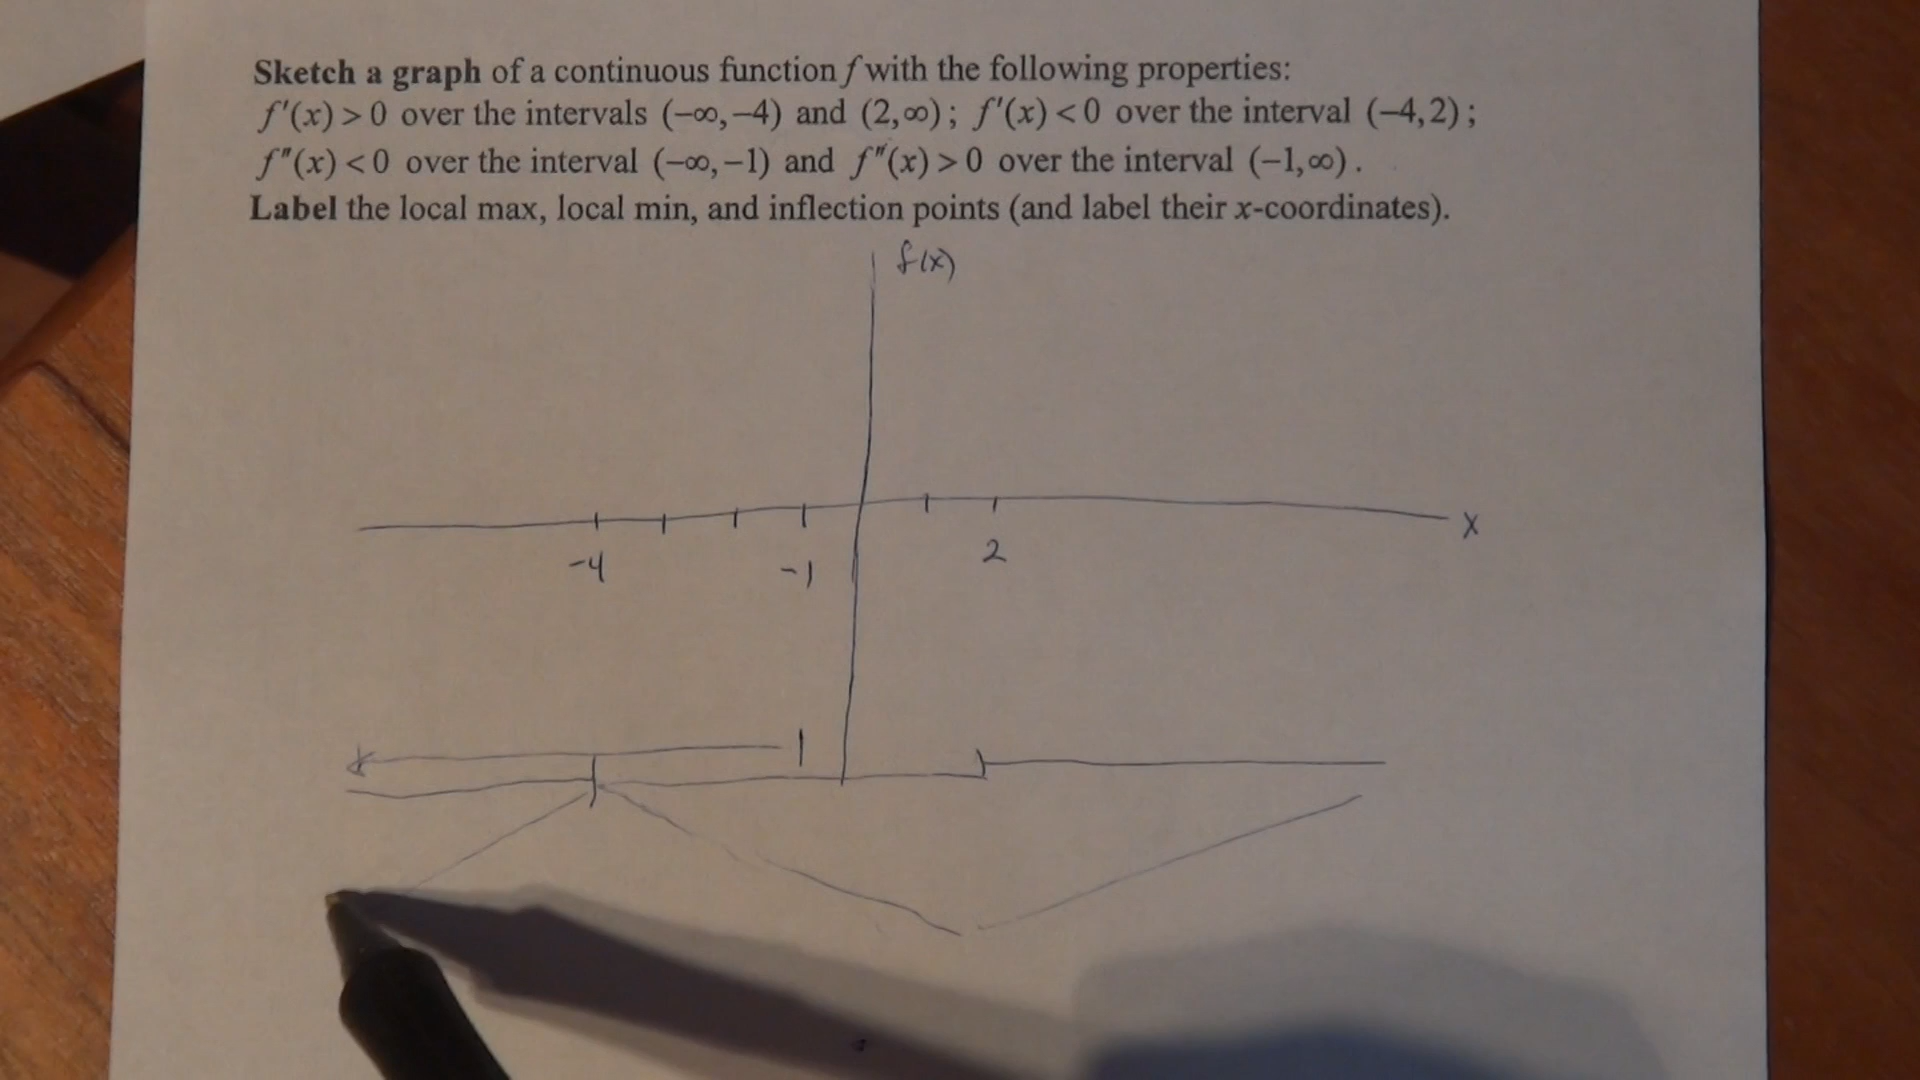 Sketch a graph of a continuous function f with the following properties:
f′(x) > 0 over the intervals (−∞,−4) and (2,∞); f′(x) < 0 over the interval (−4,2);
f″(x) < 0 over the interval (−∞,−1) and f″(x) > 0 over the interval (−1,∞).
Label the local max, local min, and inflection points (and label their x-coordinates).
f(x)
x
-4 -1 2